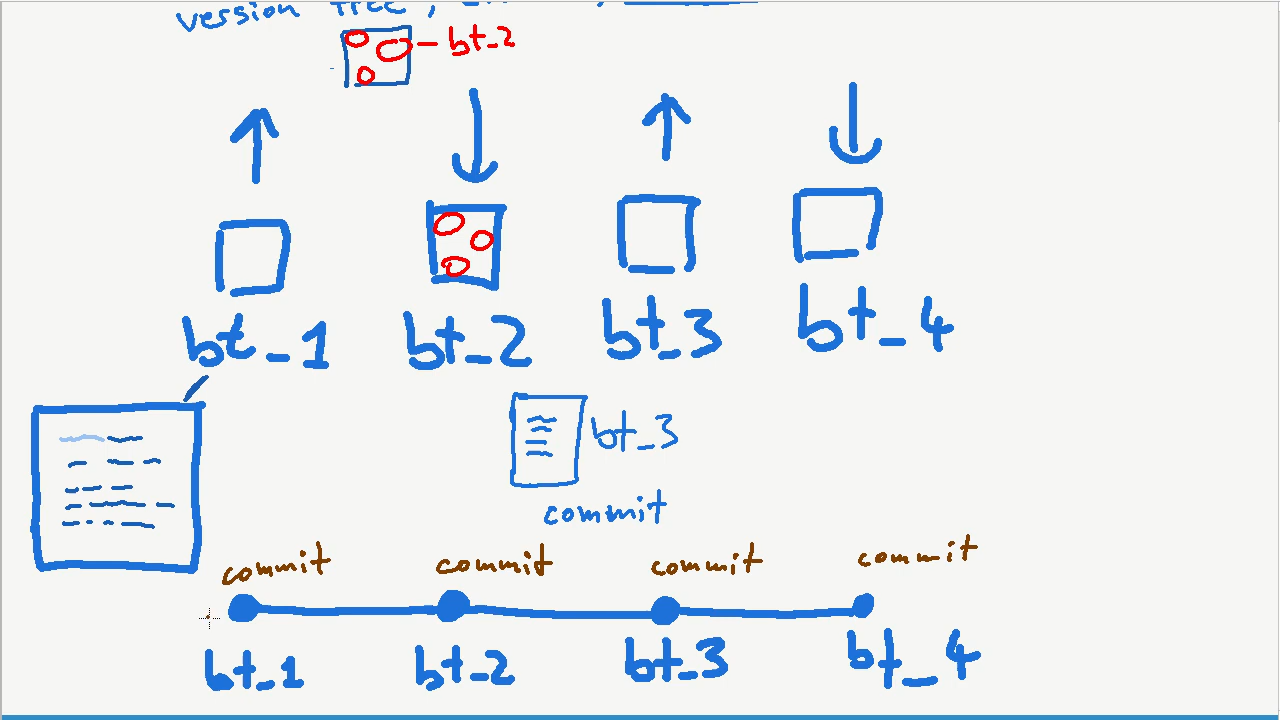 version tree,
bt_2
bt_1 bt_2 bt_3 bt_4
bt_3
commit
commit commit commit commit
bt_1 bt_2 bt_3 bt_4